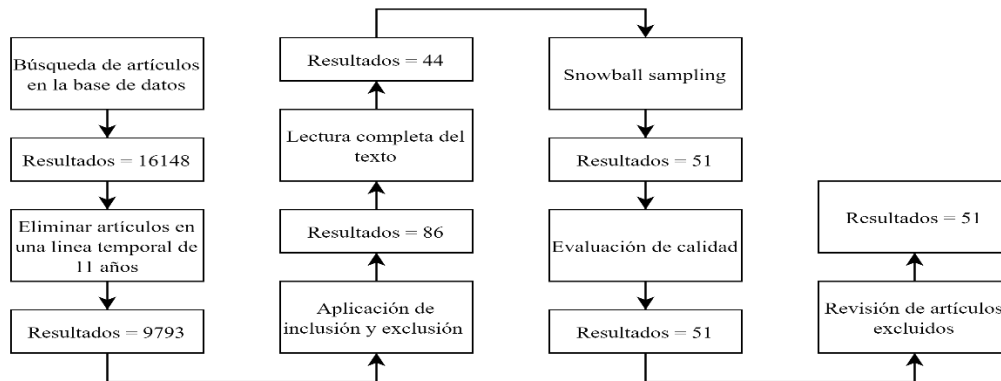 Búsqueda de artículos
en la base de datos
Resultados = 16148
Eliminar artículos en
una linea temporal de
11 años
Resultados = 9793
Aplicación de
inclusión y exclusión
Resultados = 86
Lectura completa del
texto
Resultados = 44
Snowball sampling
Resultados = 51
Evaluación de calidad
Resultados = 51
Revisión de artículos
excluidos
Resultados = 51